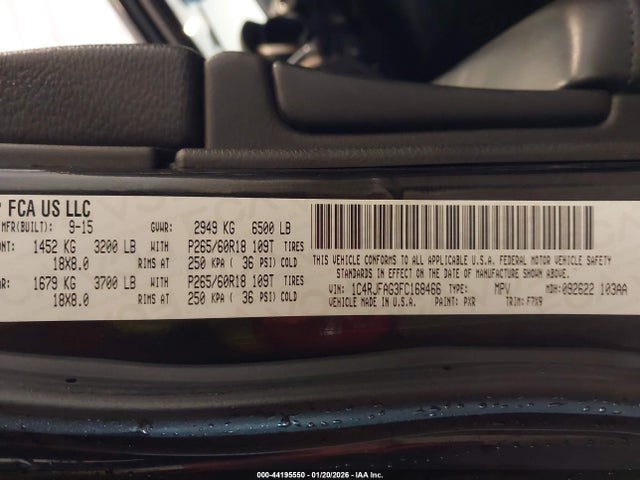 FCA US LLC
MFR(BUILT): 9-15 GVWR: 2949 KG 6500 LB
1452 KG 3200 LB WITH P265/60R18 109T TIRES
18X8.0 RIMS AT 250 KPA ( 36 PSI) COLD
1679 KG 3700 LB WITH P265/60R18 109T TIRES
18X8.0 RIMS AT 250 KPA ( 36 PSI) COLD
THIS VEHICLE CONFORMS TO ALL APPLICABLE U.S.A. FEDERAL MOTOR VEHICLE SAFETY
STANDARDS IN EFFECT ON THE DATE OF MANUFACTURE SHOWN ABOVE.
VIN: 1C4RJFAG3FC168466 TYPE: MPV MDH: 092622 103AA
VEHICLE MADE IN U.S.A. PAINT: PXR TRIM: F7X9
000-44195550 | 01/20/2026 | © IAA Inc.